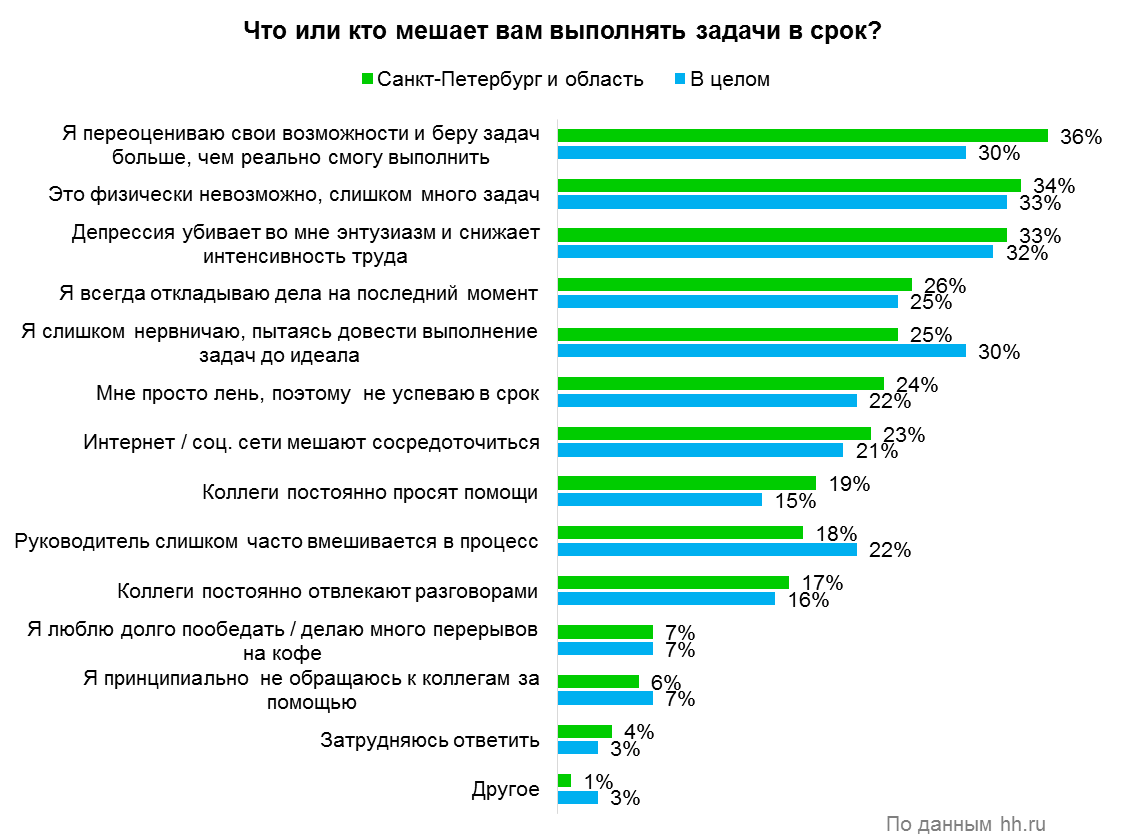 Что или кто мешает вам выполнять задачи в срок?
Санкт-Петербург и область
В целом
Я переоцениваю свои возможности и беру задач
больше, чем реально смогу выполнить
36%
30%
Это физически невозможно, слишком много задач
34%
33%
Депрессия убивает во мне энтузиазм и снижает
интенсивность труда
33%
32%
Я всегда откладываю дела на последний момент
26%
25%
Я слишком нервничаю, пытаясь довести выполнение
задач до идеала
25%
30%
Мне просто лень, поэтому не успеваю в срок
24%
22%
Интернет / соц. сети мешают сосредоточиться
23%
21%
Коллеги постоянно просят помощи
19%
15%
Руководитель слишком часто вмешивается в процесс
18%
22%
Коллеги постоянно отвлекают разговорами
17%
16%
Я люблю долго пообедать / делаю много перерывов
на кофе
7%
7%
Я принципиально не обращаюсь к коллегам за
помощью
6%
7%
Затрудняюсь ответить
4%
3%
Другое
1%
3%
По данным hh.ru